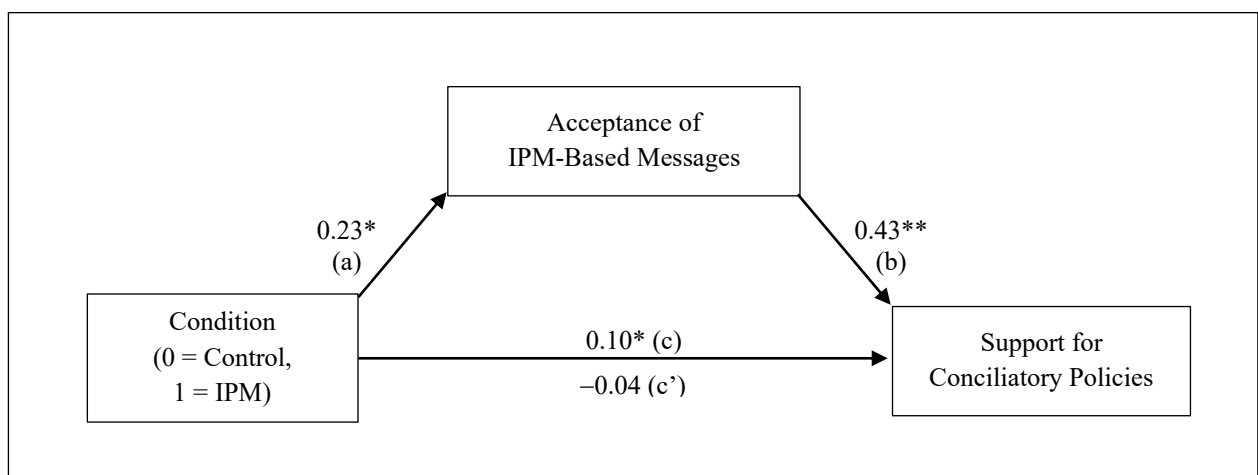 Acceptance of
IPM-Based Messages
0.23*
(a)
0.43**
(b)
Condition
(0 = Control,
1 = IPM)
0.10* (c)
−0.04 (c’)
Support for
Conciliatory Policies